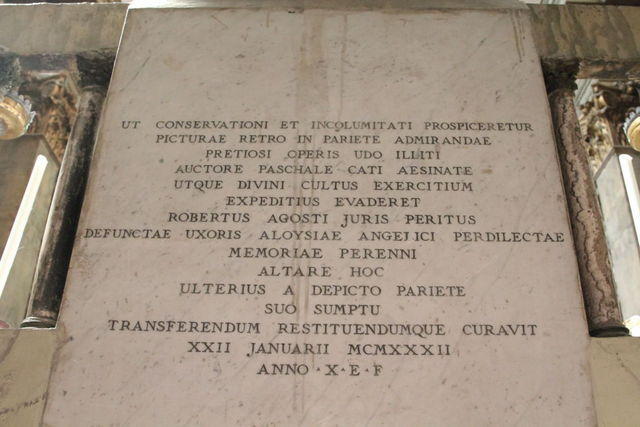 UT CONSERVATIONI ET INCOLUMITATI PROSPICERETUR
PICTURAE RETRO IN PARIETE ADMIRANDAE
PRETIOSI OPERIS UDO ILLITI
AUCTORE PASCHALE CATI AESINATE
UTQUE DIVINI CULTUS EXERCITIUM
EXPEDITIUS EVADERET
ROBERTUS AGOSTI JURIS PERITUS
DEFUNCTAE UXORIS ALOYSIAE ANGELICI PERDILECTAE
MEMORIAE PERENNI
ALTARE HOC
ULTERIUS A DEPICTO PARIETE
SUO SUMPTU
TRANSFERENDUM RESTITUENDUMQUE CURAVIT
XXII JANUARII MCMXXXII
ANNO · X · E · F